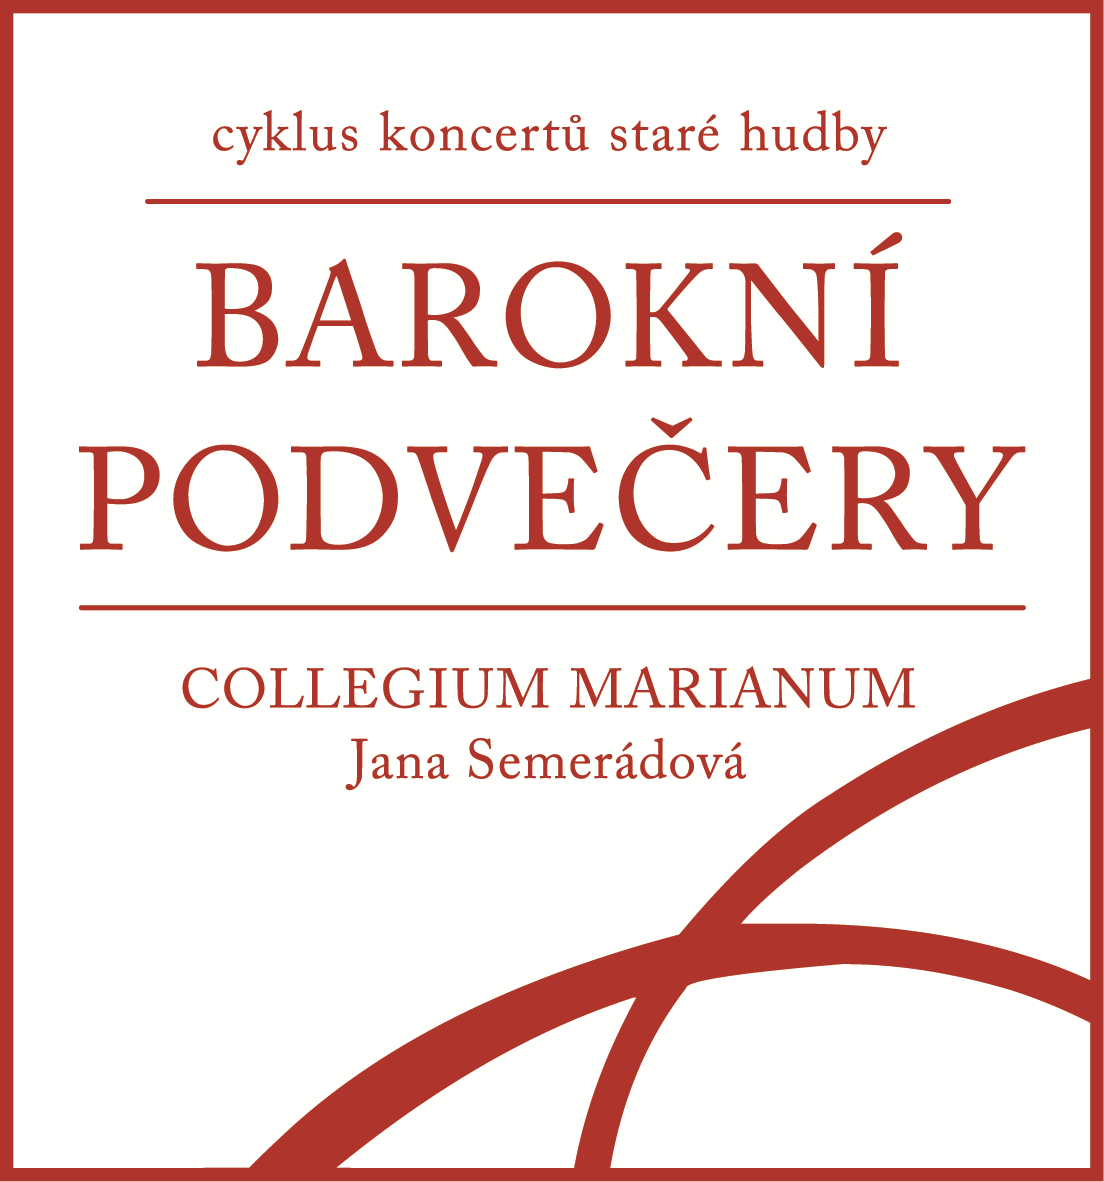 cyklus koncertů staré hudby
BAROKNÍ
PODVEČERY
COLLEGIUM MARIANUM
Jana Semerádová